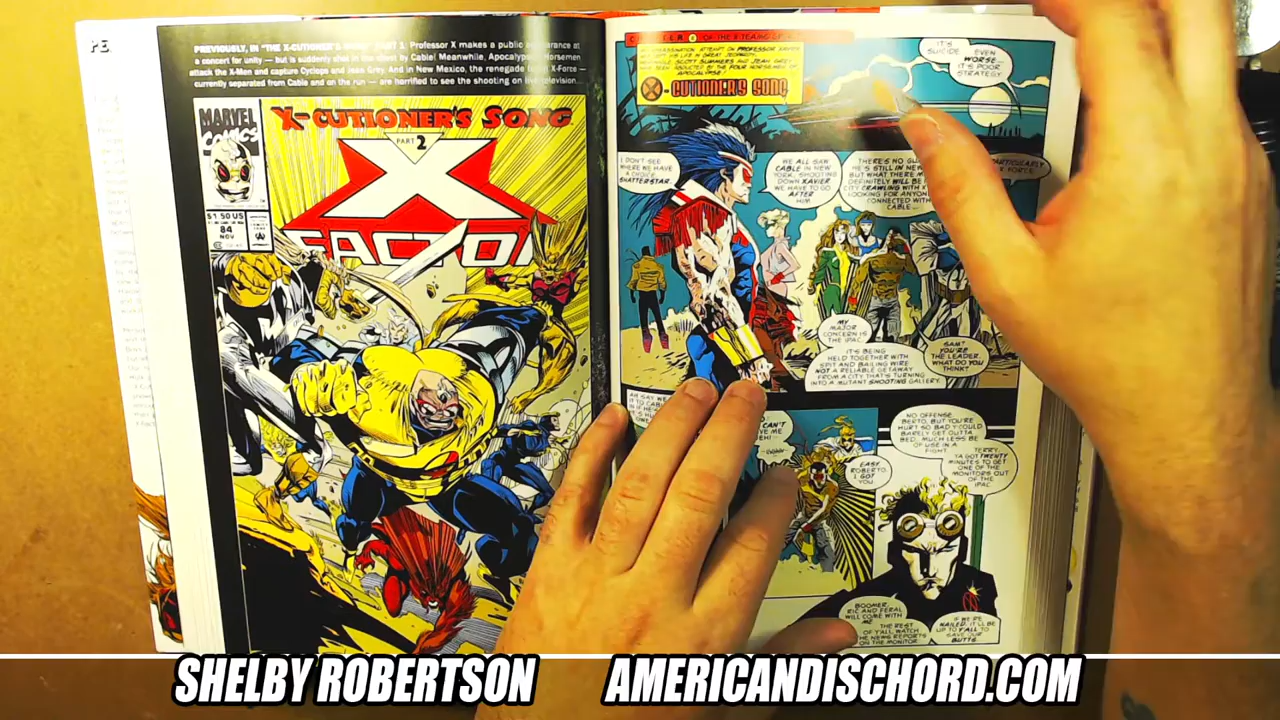 PREVIOUSLY, IN "THE X-CUTIONER'S SONG" PART 1, Professor X makes a public appearance at
a concert for unity — but is suddenly shot in the chest by Cable! Meanwhile, Apocalypse' Horsemen
attack the X-Men and capture Cyclops and Jean Grey. And in New Mexico, the renegade X-Force —
currently separated from Cable and on the run — are horrified to see the shooting on live television...
MARVEL
COMICS
$1.50 US
84
NOV
X-CUTIONER'S SONG
PART 2
X
FACTOR
X-CUTIONER'S SONG
IT'S
SUICIDE
EVEN
WORSE—
IT'S POOR
STRATEGY.
I DON'T SEE
WHERE WE HAVE
A CHOICE,
SHATTERSTAR.
WE ALL SAW
CABLE IN NEW
YORK, SHOOTING
DOWN XAVIER.
WE HAVE TO GO
AFTER
HIM.
PARTICULARLY
X-FORCE.
MY
MAJOR
CONCERN IS
THE IPAC.
IT'S BEING
HELD TOGETHER WITH
SPIT AND BAILING WIRE.
NOT A RELIABLE GETAWAY
FROM A CITY THAT'S TURNING
INTO A MUTANT SHOOTING GALLERY.
SAM?
YOU'RE
THE LEADER.
WHAT DO YOU
THINK?
EASY,
ROBERTO.
I GOT
YOU.
NO OFFENSE,
BERTO, BUT YOU'RE
HURT SO BAD Y'COULD
BARELY GET OUTTA
BED, MUCH LESS BE
OF USE IN A
FIGHT.
TERRY,
YA GOT TWENTY
MINUTES TO GET
ONE OF THE
MONITORS OUT
OF THE
IPAC.
BOOMER,
RIC AND FERAL
WILL COME WITH
ME.
THE REST
OF Y'ALL WATCH
THE NEWS REPORTS
ON THE MONITOR.
IF WE'RE
NAILED, IT'LL BE
UP TO Y'ALL TO
SAVE OUR
BUTTS.
SHELBY ROBERTSON
AMERICANDISCHORD.COM